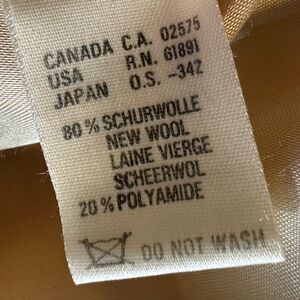 CANADA C.A. 02575
USA R.N. 61891
JAPAN O.S. -342
80% SCHURWOLLE
NEW WOOL
LAINE VIERGE
SCHEERWOL
20% POLYAMIDE
DO NOT WASH